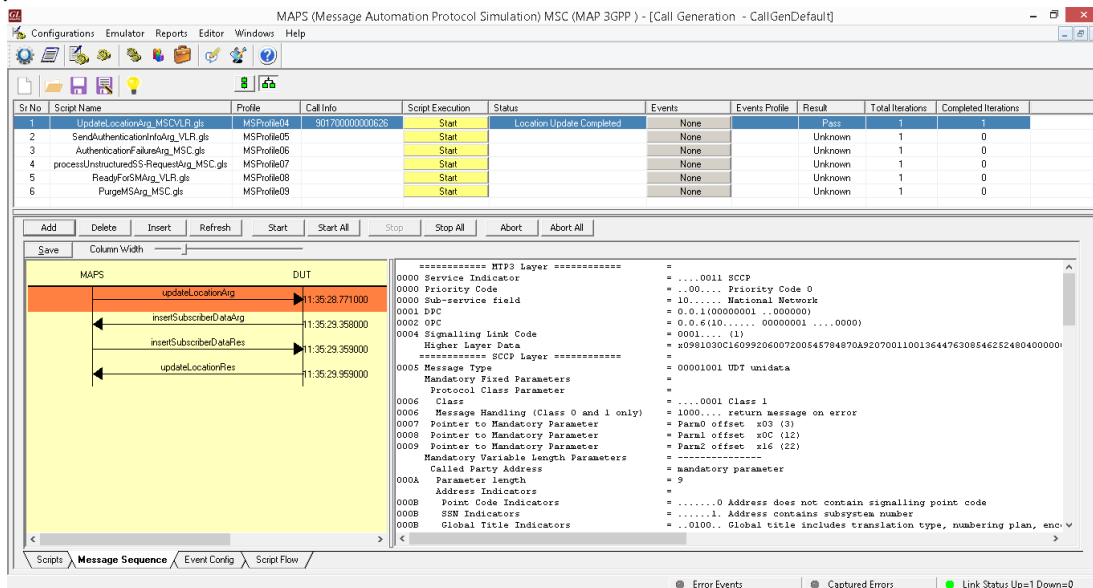 GL
MAPS (Message Automation Protocol Simulation) MSC (MAP 3GPP ) - [Call Generation - CallGenDefault]
Configurations Emulator Reports Editor Windows Help
Sr No Script Name Profile Call Info Script Execution Status Events Events Profile Result Total Iterations Completed Iterations
1 UpdateLocationArg_MSCVLR.gls MSProfile04 901700000000626 Start Location Update Completed None Pass 1 1
2 SendAuthenticationInfoArg_VLR.gls MSProfile05 Start None Unknown 1 0
3 AuthenticationFailureArg_MSC.gls MSProfile06 Start None Unknown 1 0
4 processUnstructuredSS-RequestArg_MSC.gls MSProfile07 Start None Unknown 1 0
5 ReadyForSMArg_VLR.gls MSProfile08 Start None Unknown 1 0
6 PurgeMSArg_MSC.gls MSProfile09 Start None Unknown 1 0
Add Delete Insert Refresh Start Start All Stop Stop All Abort Abort All
Save Column Width
MAPS DUT
updateLocationArg
11:35:28.771000
insertSubscriberDataArg
11:35:29.358000
insertSubscriberDataRes
11:35:29.359000
updateLocationRes
11:35:29.959000
=========== MTP3 Layer =========== =
0000 Service Indicator = ....0011 SCCP
0000 Priority Code = ..00.... Priority Code 0
0000 Sub-service field = 10...... National Network
0001 DPC = 0.0.1(00000001 ..000000)
0002 OPC = 0.0.6(10...... 00000001 ....0000)
0004 Signalling Link Code = 0001.... (1)
Higher Layer Data
=========== SCCP Layer =========== =
0005 Message Type = 00001001 UDT unidata
Mandatory Fixed Parameters =
Protocol Class Parameter =
0006 Class = ....0001 Class 1
0006 Message Handling (Class 0 and 1 only) = 1000.... return message on error
0007 Pointer to Mandatory Parameter = Parm0 offset x03 (3)
0008 Pointer to Mandatory Parameter = Parm1 offset x0C (12)
0009 Pointer to Mandatory Parameter = Parm2 offset x16 (22)
Mandatory Variable Length Parameters = ---------------
Called Party Address = mandatory parameter
000A Parameter length = 9
Address Indicators =
000B Point Code Indicators = .......0 Address does not contain signalling point code
000B SSN Indicators = ......1. Address contains subsystem number
000B Global Title Indicators = ..0100.. Global title includes translation type, numbering plan, enc
Scripts Message Sequence Event Config Script Flow
Error Events Captured Errors Link Status Up=1 Down=0